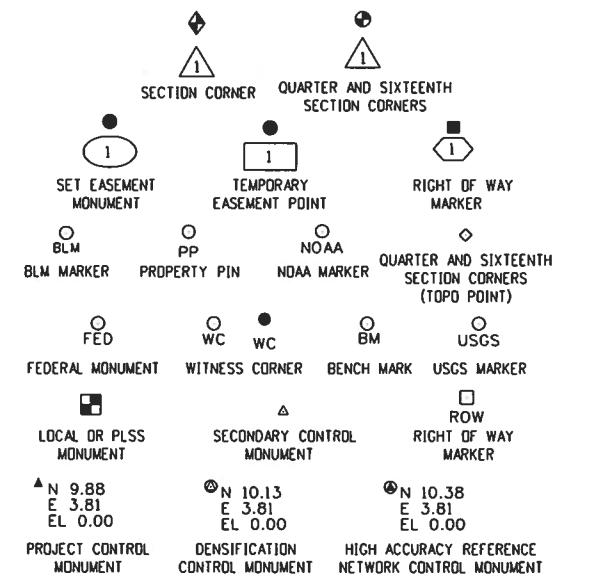 1
1
SECTION CORNER
QUARTER AND SIXTEENTH
SECTION CORNERS
1
1
1
SET EASEMENT
MONUMENT
TEMPORARY
EASEMENT POINT
RIGHT OF WAY
MARKER
BLM
BLM MARKER
PP
PROPERTY PIN
NOAA
NOAA MARKER
QUARTER AND SIXTEENTH
SECTION CORNERS
(TOPO POINT)
FED
FEDERAL MONUMENT
WC
WC
WITNESS CORNER
BM
BENCH MARK
USGS
USGS MARKER
LOCAL OR PLSS
MONUMENT
SECONDARY CONTROL
MONUMENT
ROW
RIGHT OF WAY
MARKER
N 9.88
E 3.81
EL 0.00
PROJECT CONTROL
MONUMENT
N 10.13
E 3.81
EL 0.00
DENSIFICATION
CONTROL MONUMENT
N 10.38
E 3.81
EL 0.00
HIGH ACCURACY REFERENCE
NETWORK CONTROL MONUMENT